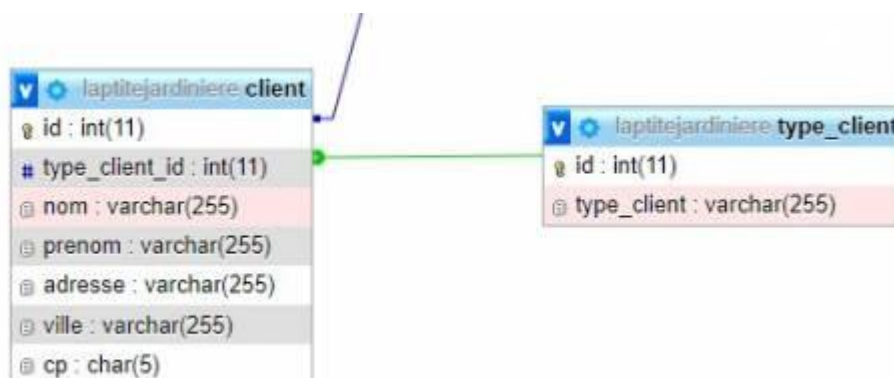 v laptitejardiniere client
id : int(11)
# type_client_id : int(11)
nom : varchar(255)
prenom : varchar(255)
adresse : varchar(255)
ville : varchar(255)
cp : char(5)
v laptitejardiniere type_client
id : int(11)
type_client : varchar(255)